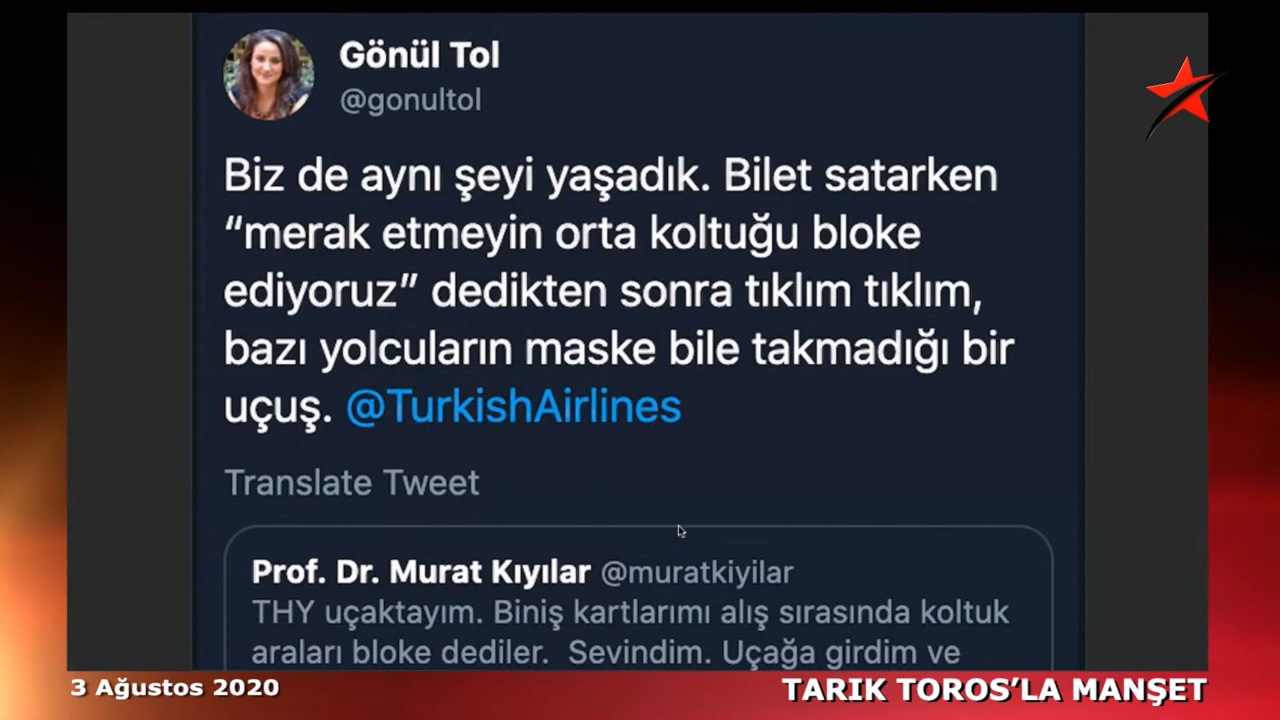 Gönül Tol
@gonultol
Biz de aynı şeyi yaşadık. Bilet satarken
“merak etmeyin orta koltuğu bloke
ediyoruz” dedikten sonra tıklım tıklım,
bazı yolcuların maske bile takmadığı bir
uçuş. @TurkishAirlines
Translate Tweet
Prof. Dr. Murat Kıyılar @muratkiyilar
THY uçaktayım. Biniş kartlarımı alış sırasında koltuk
araları bloke dediler. Sevindim. Uçağa girdim ve
3 Ağustos 2020
TARIK TOROS’LA MANŞET